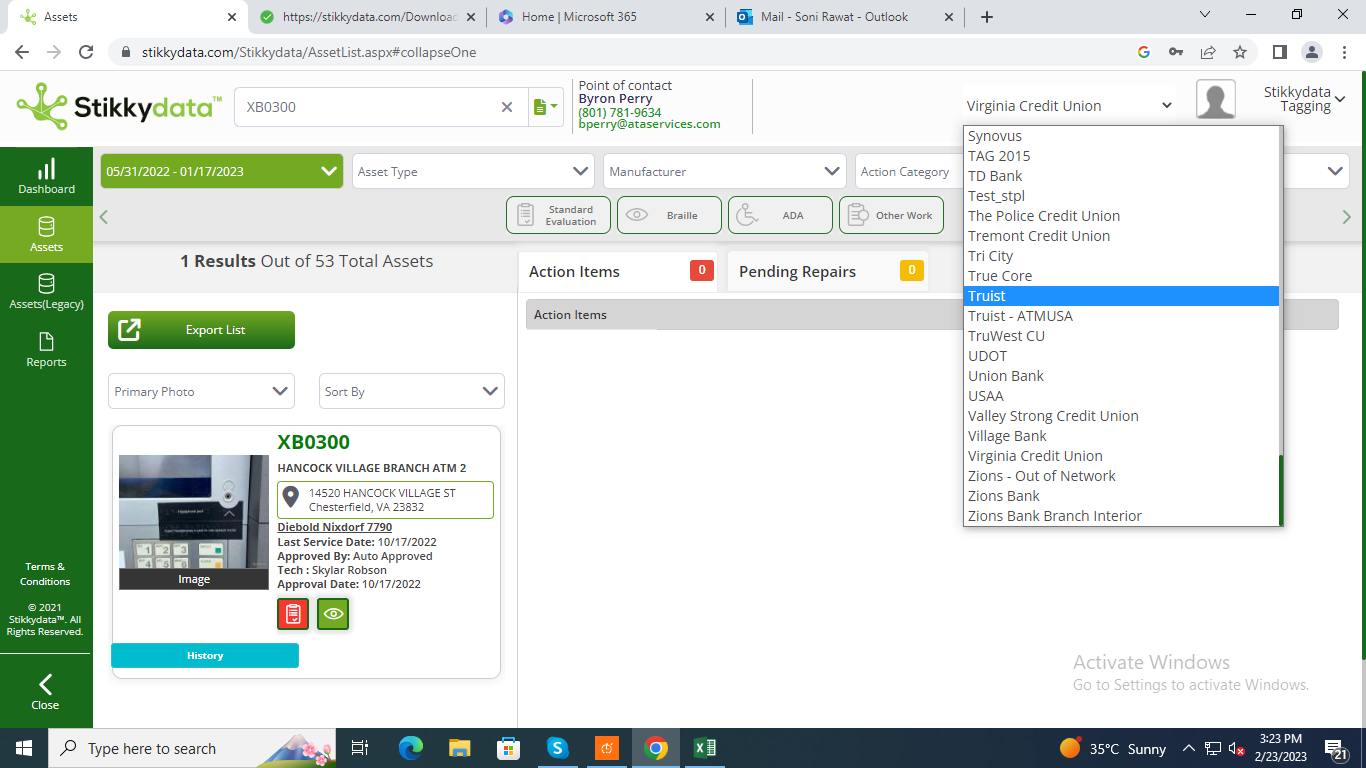 Assets
https://stikkydata.com/Download
Home | Microsoft 365
Mail - Soni Rawat - Outlook
stikkydata.com/Stikkydata/AssetList.aspx#collapseOne
Stikkydata™
XB0300
Point of contact
Byron Perry
(801) 781-9634
bperry@ataservices.com
Virginia Credit Union
Stikkydata
Tagging
Synovus
TAG 2015
TD Bank
Test_stpl
The Police Credit Union
Tremont Credit Union
Tri City
True Core
Truist
Truist - ATMUSA
TruWest CU
UDOT
Union Bank
USAA
Valley Strong Credit Union
Village Bank
Virginia Credit Union
Zions - Out of Network
Zions Bank
Zions Bank Branch Interior
Dashboard
Assets
Assets(Legacy)
Reports
Terms &
Conditions
© 2021
Stikkydata™. All
Rights Reserved.
Close
05/31/2022 - 01/17/2023
Asset Type
Manufacturer
Action Category
Standard
Evaluation
Braille
ADA
Other Work
1 Results Out of 53 Total Assets
Export List
Primary Photo
Sort By
XB0300
HANCOCK VILLAGE BRANCH ATM 2
14520 HANCOCK VILLAGE ST
Chesterfield, VA 23832
Diebold Nixdorf 7790
Last Service Date: 10/17/2022
Approved By: Auto Approved
Tech : Skylar Robson
Approval Date: 10/17/2022
Image
History
Action Items
0
Pending Repairs
0
Action Items
Activate Windows
Go to Settings to activate Windows.
Type here to search
35°C Sunny
3:23 PM
2/23/2023
21